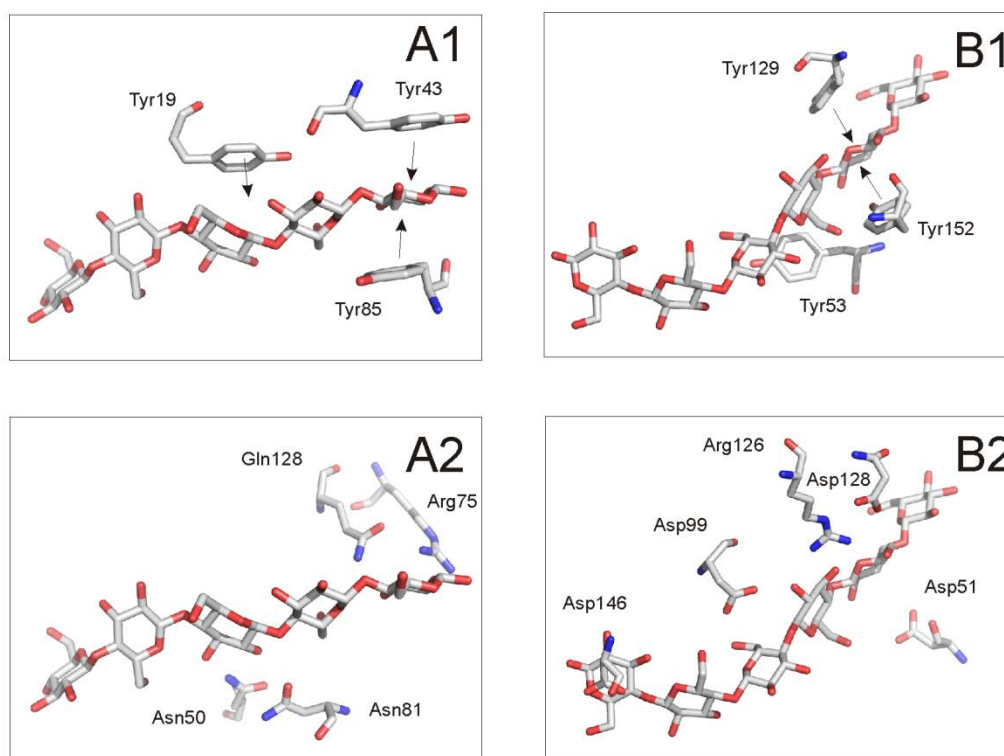 A1
Tyr19
Tyr43
Tyr85
B1
Tyr129
Tyr152
Tyr53
A2
Gln128
Arg75
Asn50
Asn81
B2
Arg126
Asp128
Asp99
Asp51
Asp146